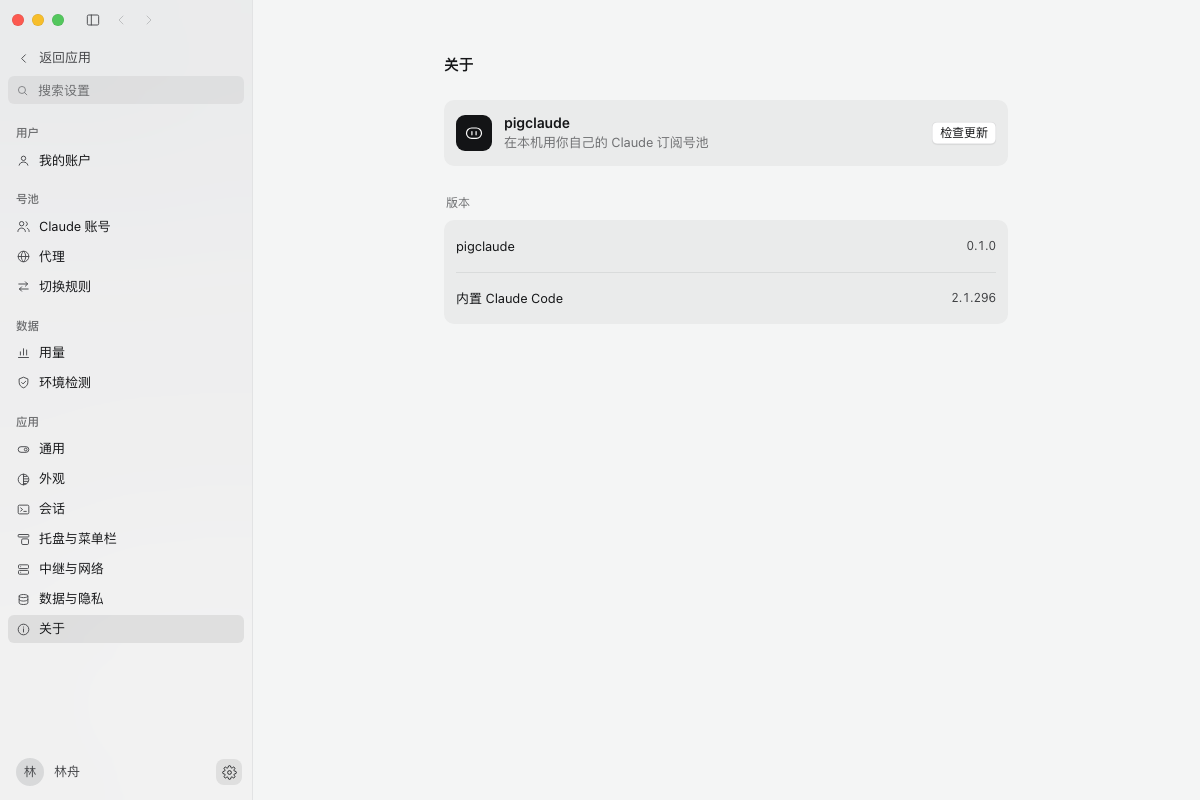 返回应用
搜索设置
用户
我的账户
号池
Claude 账号
代理
切换规则
数据
用量
环境检测
应用
通用
外观
会话
托盘与菜单栏
中继与网络
数据与隐私
关于
林 林舟
关于
pigclaude
在本机用你自己的 Claude 订阅号池
检查更新
版本
pigclaude 0.1.0
内置 Claude Code 2.1.296